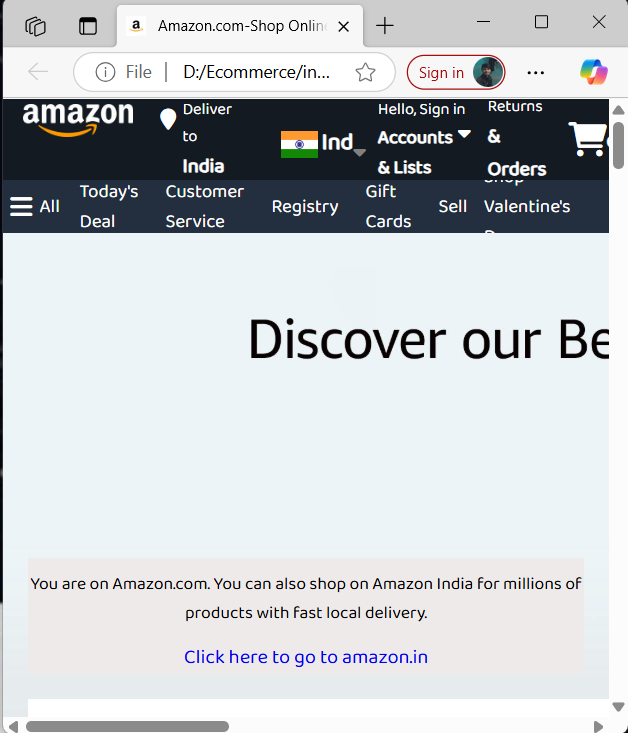 Amazon.com-Shop Onlin
File
D:/Ecommerce/in...
Sign in
amazon
Deliver
to
India
Ind
Hello, Sign in
Accounts
& Lists
Returns
&
Orders
All
Today's
Deal
Customer
Service
Registry
Gift
Cards
Sell
Shop
Valentine's
Discover our Be
You are on Amazon.com. You can also shop on Amazon India for millions of
products with fast local delivery.
Click here to go to amazon.in